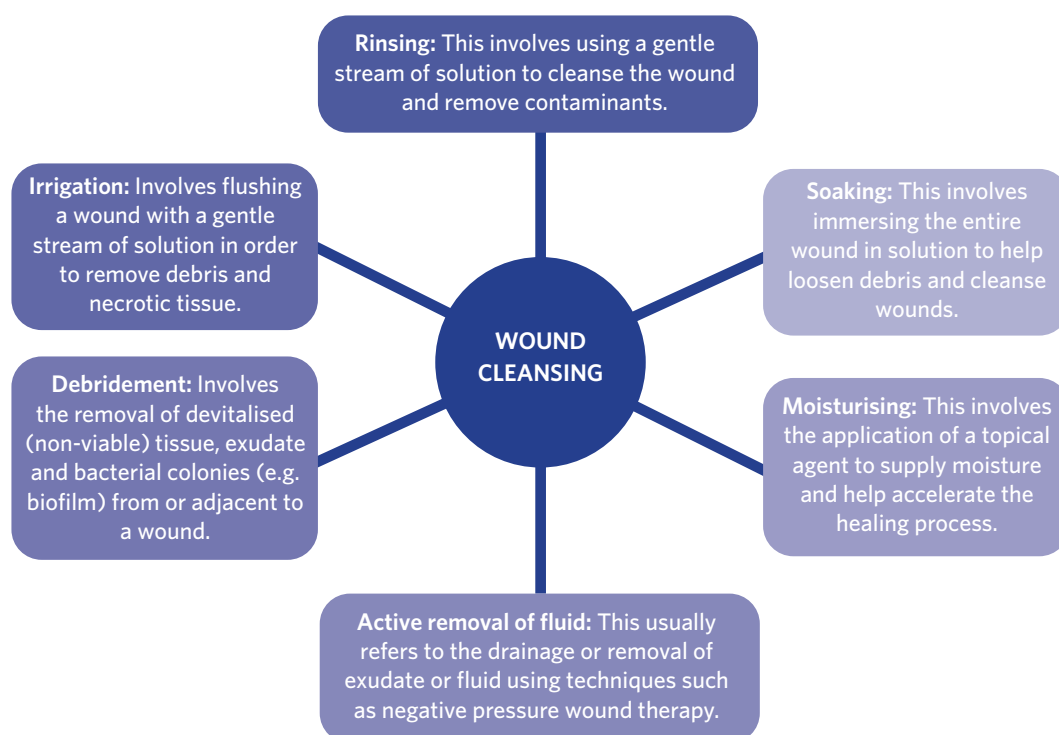 Rinsing: This involves using a gentle
stream of solution to cleanse the wound
and remove contaminants.
Irrigation: Involves flushing
a wound with a gentle
stream of solution in order
to remove debris and
necrotic tissue.
Soaking: This involves
immersing the entire
wound in solution to help
loosen debris and cleanse
wounds.
WOUND
CLEANSING
Debridement: Involves
the removal of devitalised
(non-viable) tissue, exudate
and bacterial colonies (e.g.
biofilm) from or adjacent to
a wound.
Moisturising: This involves
the application of a topical
agent to supply moisture
and help accelerate the
healing process.
Active removal of fluid: This usually
refers to the drainage or removal of
exudate or fluid using techniques such
as negative pressure wound therapy.